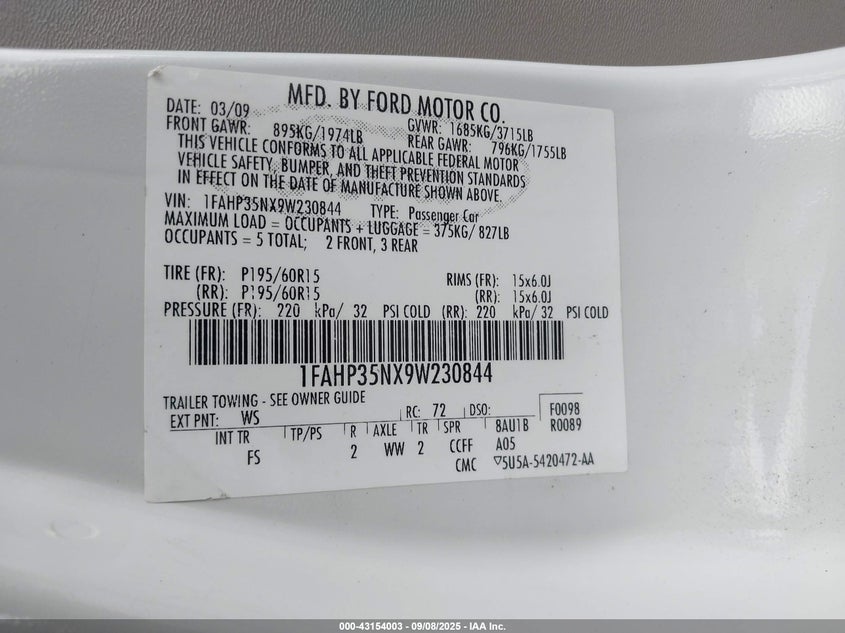 MFD. BY FORD MOTOR CO.
DATE: 03/09 GVWR: 1685KG/3715LB
FRONT GAWR: 895KG/1974LB REAR GAWR: 796KG/1755LB
THIS VEHICLE CONFORMS TO ALL APPLICABLE FEDERAL MOTOR
VEHICLE SAFETY, BUMPER, AND THEFT PREVENTION STANDARDS
IN EFFECT ON THE DATE OF MANUFACTURE SHOWN ABOVE.
VIN: 1FAHP35NX9W230844 TYPE: Passenger Car
MAXIMUM LOAD = OCCUPANTS + LUGGAGE = 375KG/ 827LB
OCCUPANTS = 5 TOTAL; 2 FRONT, 3 REAR
TIRE (FR): P195/60R15 RIMS (FR): 15x6.0J
(RR): P195/60R15 (RR): 15x6.0J
PRESSURE (FR): 220 kPa/ 32 PSI COLD (RR): 220 kPa/ 32 PSI COLD
1FAHP35NX9W230844
TRAILER TOWING - SEE OWNER GUIDE
EXT PNT: WS RC: 72 DSO: F0098
INT TR TP/PS R AXLE TR SPR 8AU1B R0089
FS 2 WW 2 CCFF A05
CMC ▽5U5A-5420472-AA
000-43154003 - 09/08/2025 - IAA Inc.